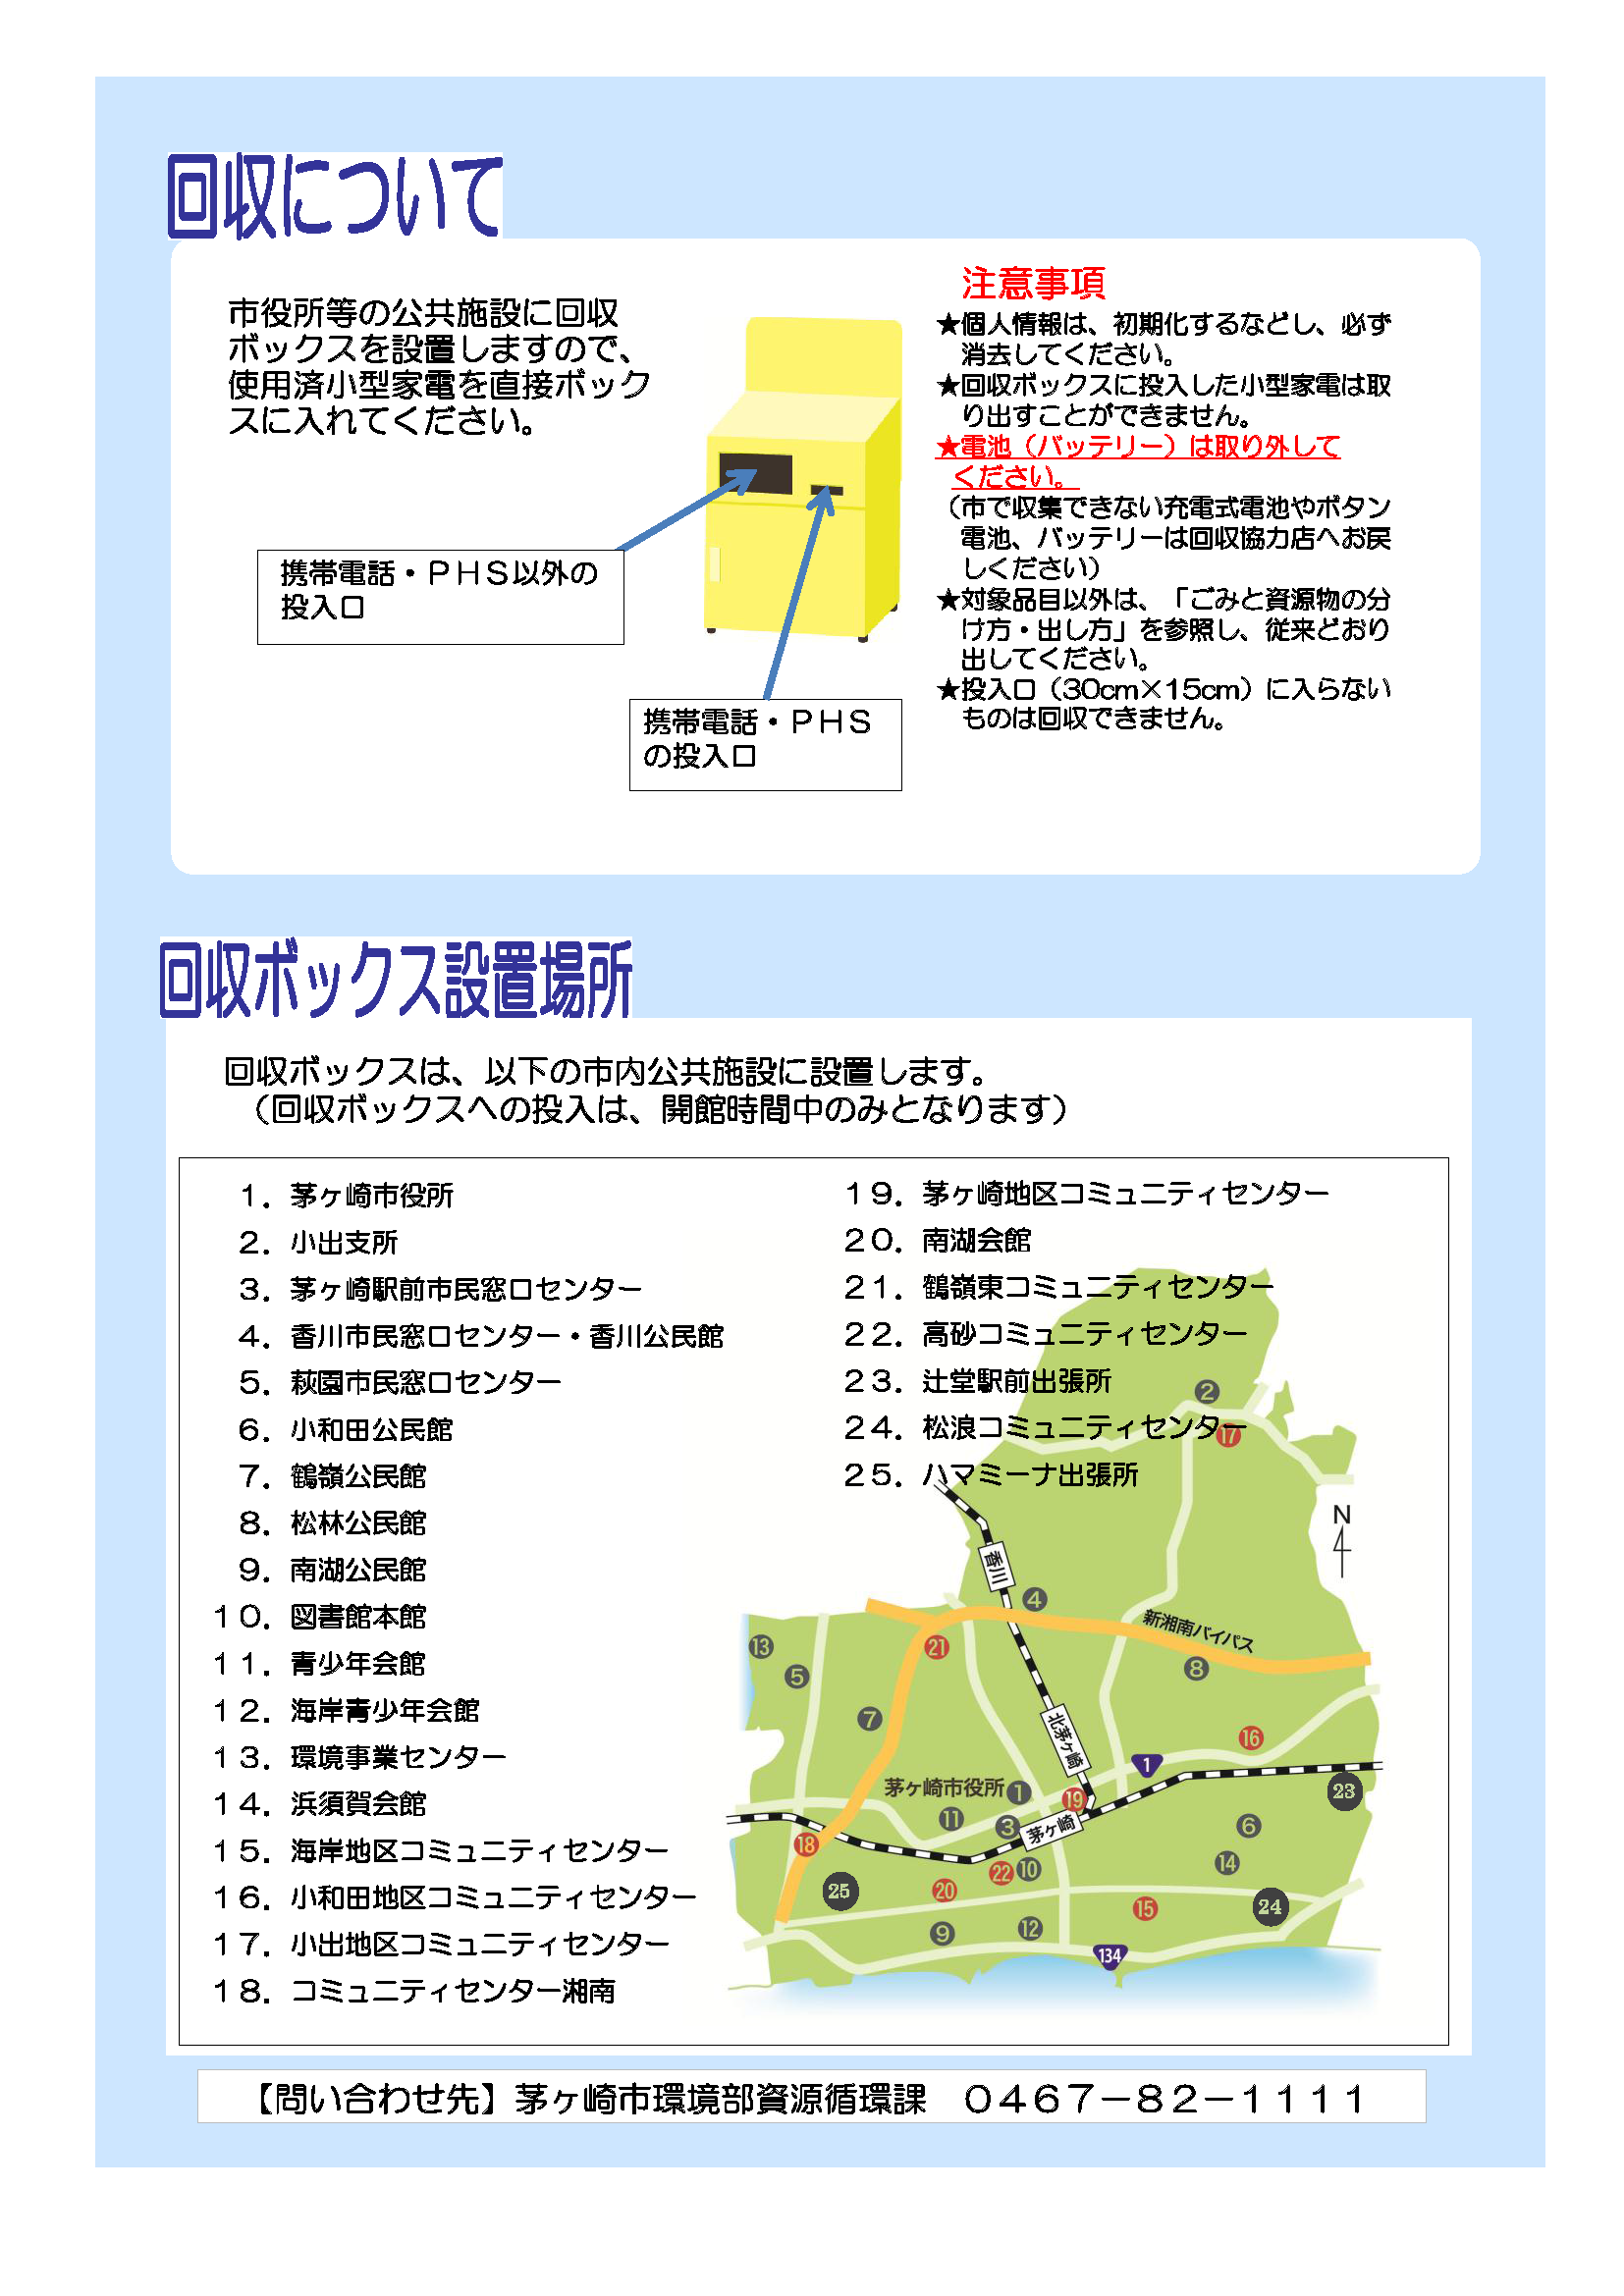 回収について
市役所等の公共施設に回収
ボックスを設置しますので、
使用済小型家電を直接ボック
スに入れてください。
携帯電話・ＰＨＳ以外の
投入口
携帯電話・ＰＨＳ
の投入口
注意事項
★個人情報は、初期化するなどし、必ず
消去してください。
★回収ボックスに投入した小型家電は取
り出すことができません。
★電池（バッテリー）は取り外して
ください。
（市で収集できない充電式電池やボタン
電池、バッテリーは回収協力店へお戻
しください）
★対象品目以外は、「ごみと資源物の分
け方・出し方」を参照し、従来どおり
出してください。
★投入口（30cm×15cm）に入らない
ものは回収できません。
回収ボックス設置場所
回収ボックスは、以下の市内公共施設に設置します。
（回収ボックスへの投入は、開館時間中のみとなります）
１．茅ヶ崎市役所
２．小出支所
３．茅ヶ崎駅前市民窓口センター
４．香川市民窓口センター・香川公民館
５．萩園市民窓口センター
６．小和田公民館
７．鶴嶺公民館
８．松林公民館
９．南湖公民館
１０．図書館本館
１１．青少年会館
１２．海岸青少年会館
１３．環境事業センター
１４．浜須賀会館
１５．海岸地区コミュニティセンター
１６．小和田地区コミュニティセンター
１７．小出地区コミュニティセンター
１８．コミュニティセンター湘南
１９．茅ヶ崎地区コミュニティセンター
２０．南湖会館
２１．鶴嶺東コミュニティセンター
２２．高砂コミュニティセンター
２３．辻堂駅前出張所
２４．松浪コミュニティセンター
２５．ハマミーナ出張所
2
17
N
香川
4
新湘南バイパス
13
21
5
8
7
北茅ヶ崎
16
1
茅ヶ崎市役所 1
19
23
11
3
茅ヶ崎
6
18
14
22 10
25
20
15
24
9
12
134
【問い合わせ先】茅ヶ崎市環境部資源循環課　０４６７－８２－１１１１